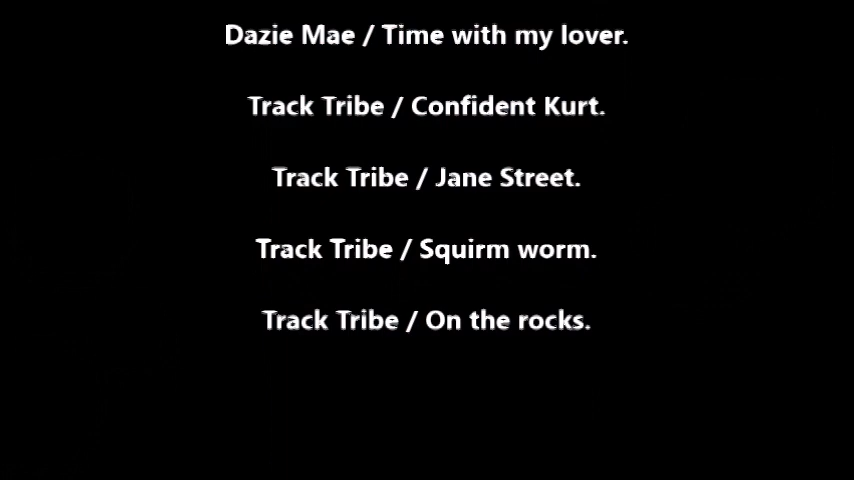 Dazie Mae / Time with my lover.
Track Tribe / Confident Kurt.
Track Tribe / Jane Street.
Track Tribe / Squirm worm.
Track Tribe / On the rocks.